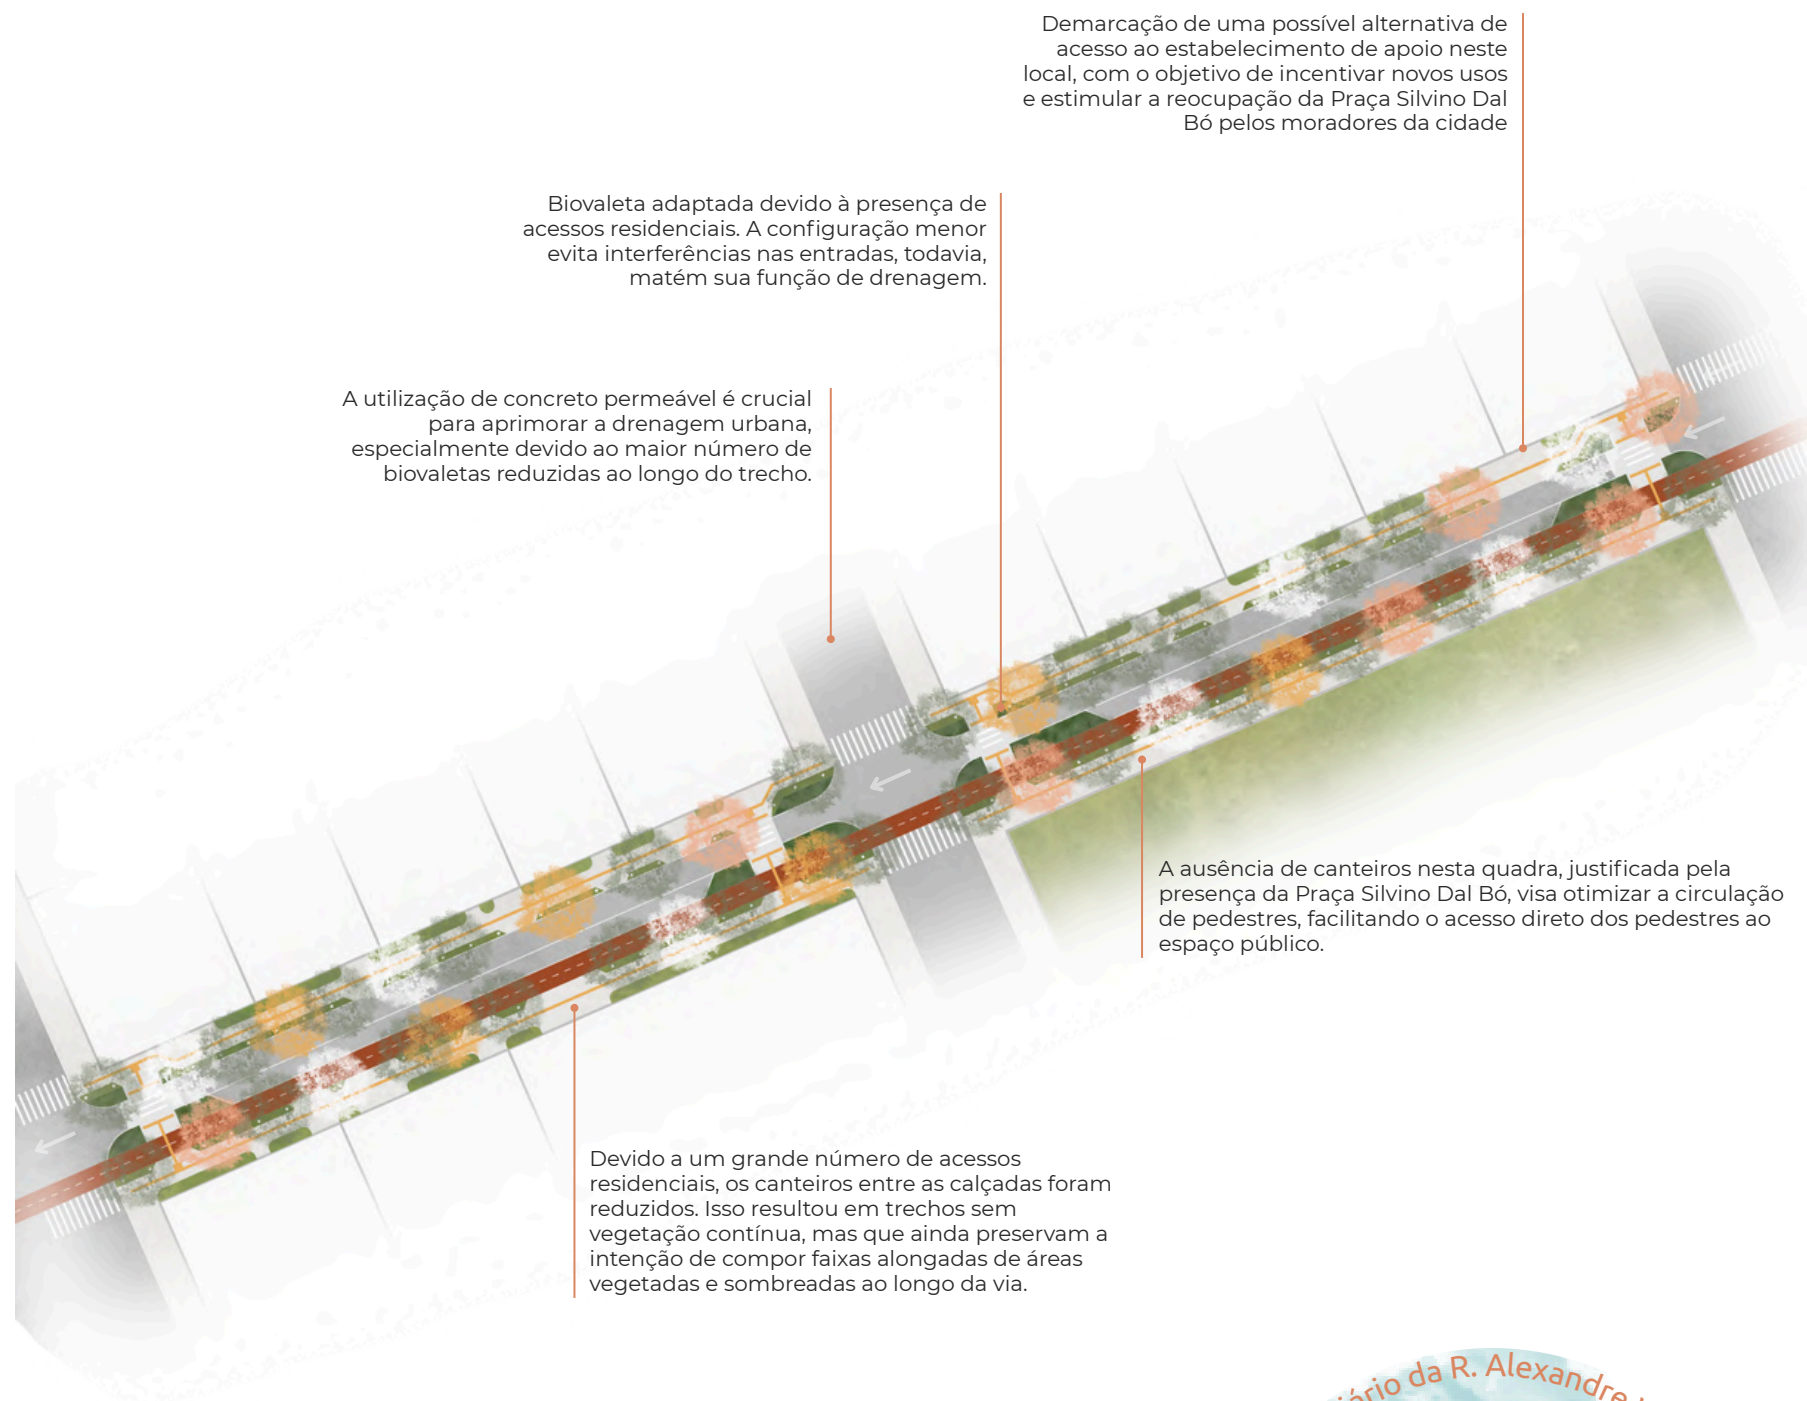 Demarcação de uma possível alternativa de
acesso ao estabelecimento de apoio neste
local, com o objetivo de incentivar novos usos
e estimular a reocupação da Praça Silvino Dal
Bó pelos moradores da cidade
Biovaleta adaptada devido à presença de
acessos residenciais. A configuração menor
evita interferências nas entradas, todavia,
matém sua função de drenagem.
A utilização de concreto permeável é crucial
para aprimorar a drenagem urbana,
especialmente devido ao maior número de
biovaletas reduzidas ao longo do trecho.
A ausência de canteiros nesta quadra, justificada pela
presença da Praça Silvino Dal Bó, visa otimizar a circulação
de pedestres, facilitando o acesso direto dos pedestres ao
espaço público.
Devido a um grande número de acessos
residenciais, os canteiros entre as calçadas foram
reduzidos. Isso resultou em trechos sem
vegetação contínua, mas que ainda preservam a
intenção de compor faixas alongadas de áreas
vegetadas e sombreadas ao longo da via.
da R. Alexandre